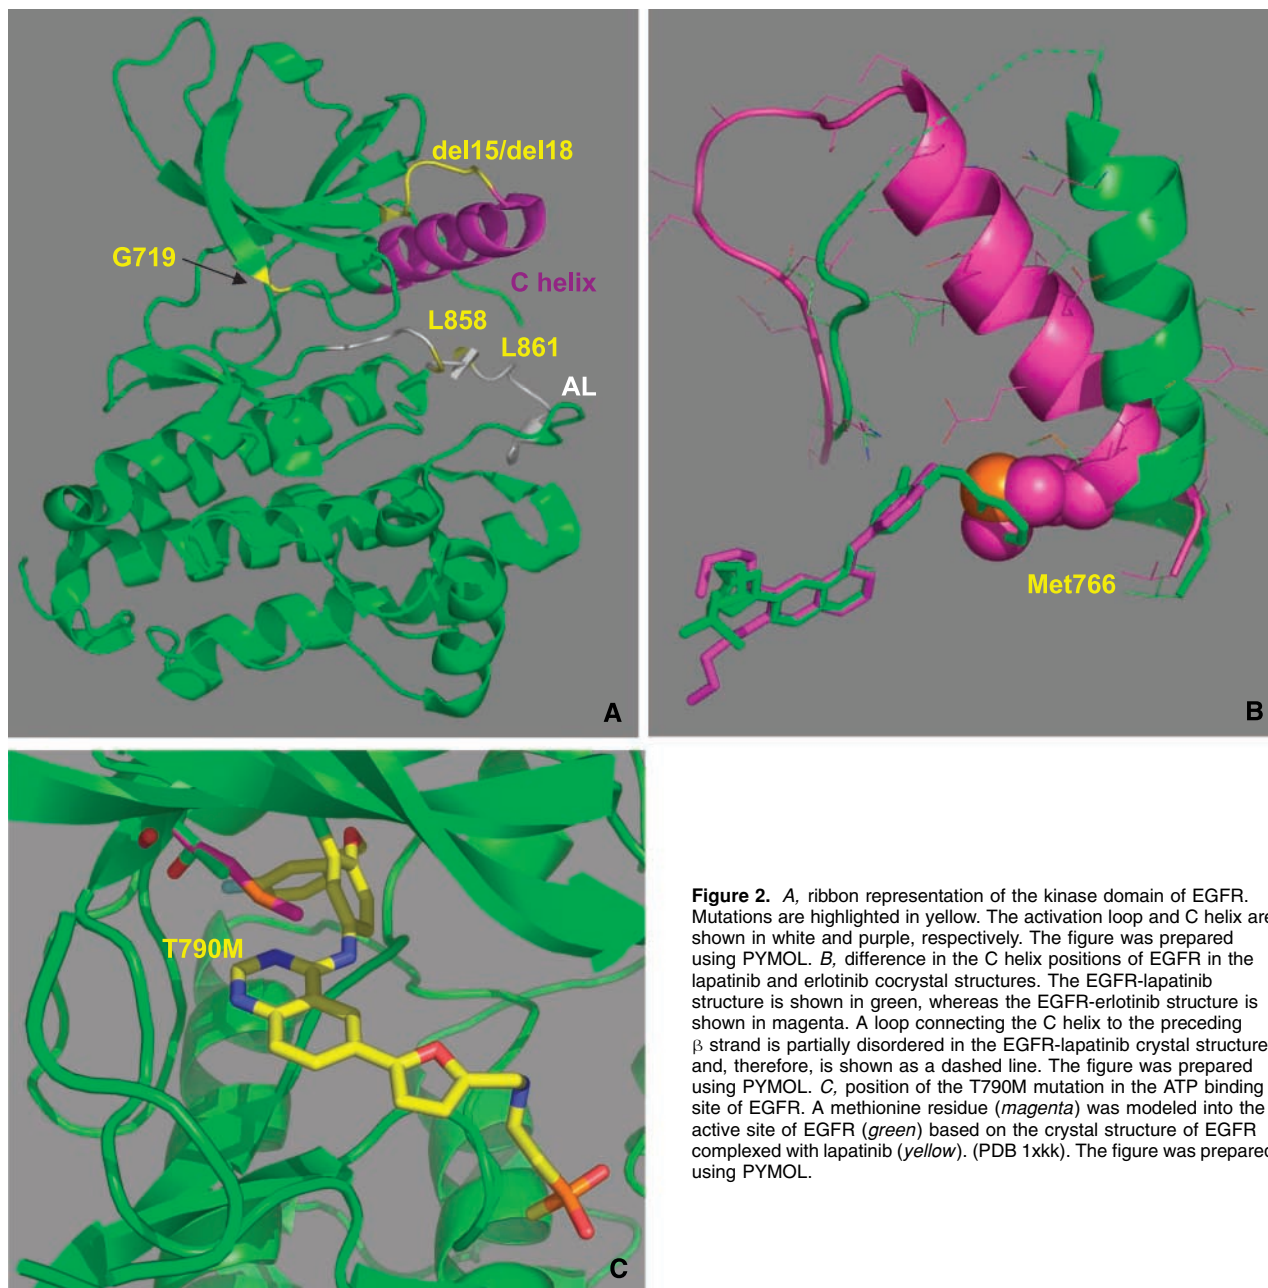 del15/del18
G719
C helix
L858
L861
AL
A
Met766
B
T790M
C
Figure 2. A, ribbon representation of the kinase domain of EGFR.
Mutations are highlighted in yellow. The activation loop and C helix are
shown in white and purple, respectively. The figure was prepared
using PYMOL. B, difference in the C helix positions of EGFR in the
lapatinib and erlotinib cocrystal structures. The EGFR-lapatinib
structure is shown in green, whereas the EGFR-erlotinib structure is
shown in magenta. A loop connecting the C helix to the preceding
β strand is partially disordered in the EGFR-lapatinib crystal structure
and, therefore, is shown as a dashed line. The figure was prepared
using PYMOL. C, position of the T790M mutation in the ATP binding
site of EGFR. A methionine residue (magenta) was modeled into the
active site of EGFR (green) based on the crystal structure of EGFR
complexed with lapatinib (yellow). (PDB 1xkk). The figure was prepared
using PYMOL.